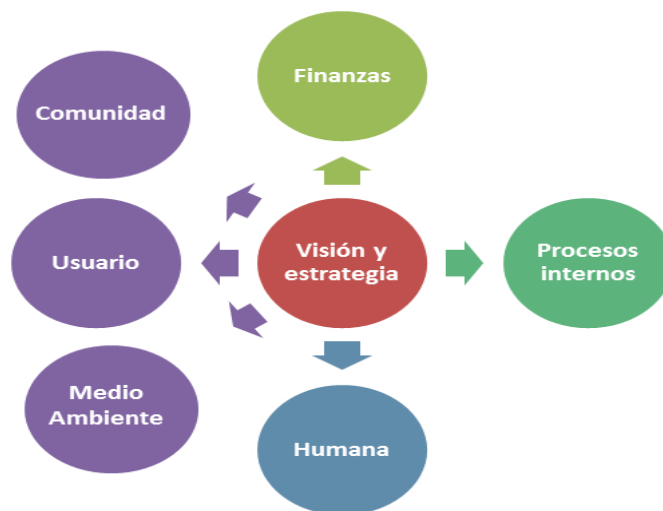 Finanzas
Comunidad
Usuario
Visión y
estrategia
Procesos
internos
Medio
Ambiente
Humana